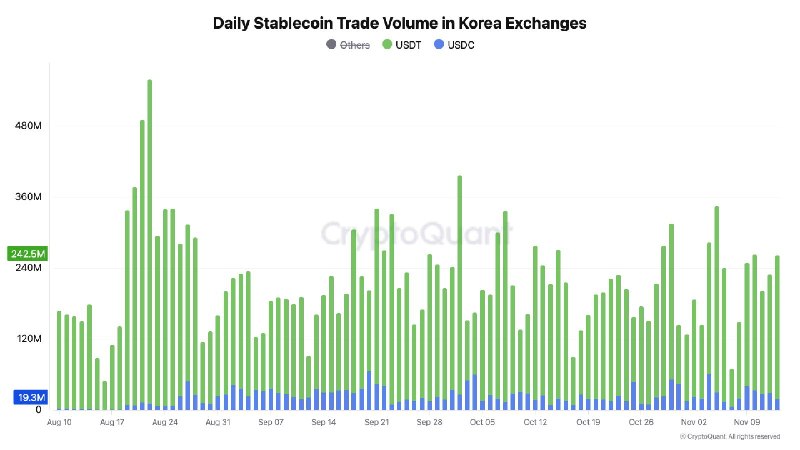 Daily Stablecoin Trade Volume in Korea Exchanges
Others USDT USDC
480M
360M
CryptoQuant
242.5M
240M
120M
19.3M
0
Aug 10 Aug 17 Aug 24 Aug 31 Sep 07 Sep 14 Sep 21 Sep 28 Oct 05 Oct 12 Oct 19 Oct 26 Nov 02 Nov 09
© CryptoQuant. All rights reserved